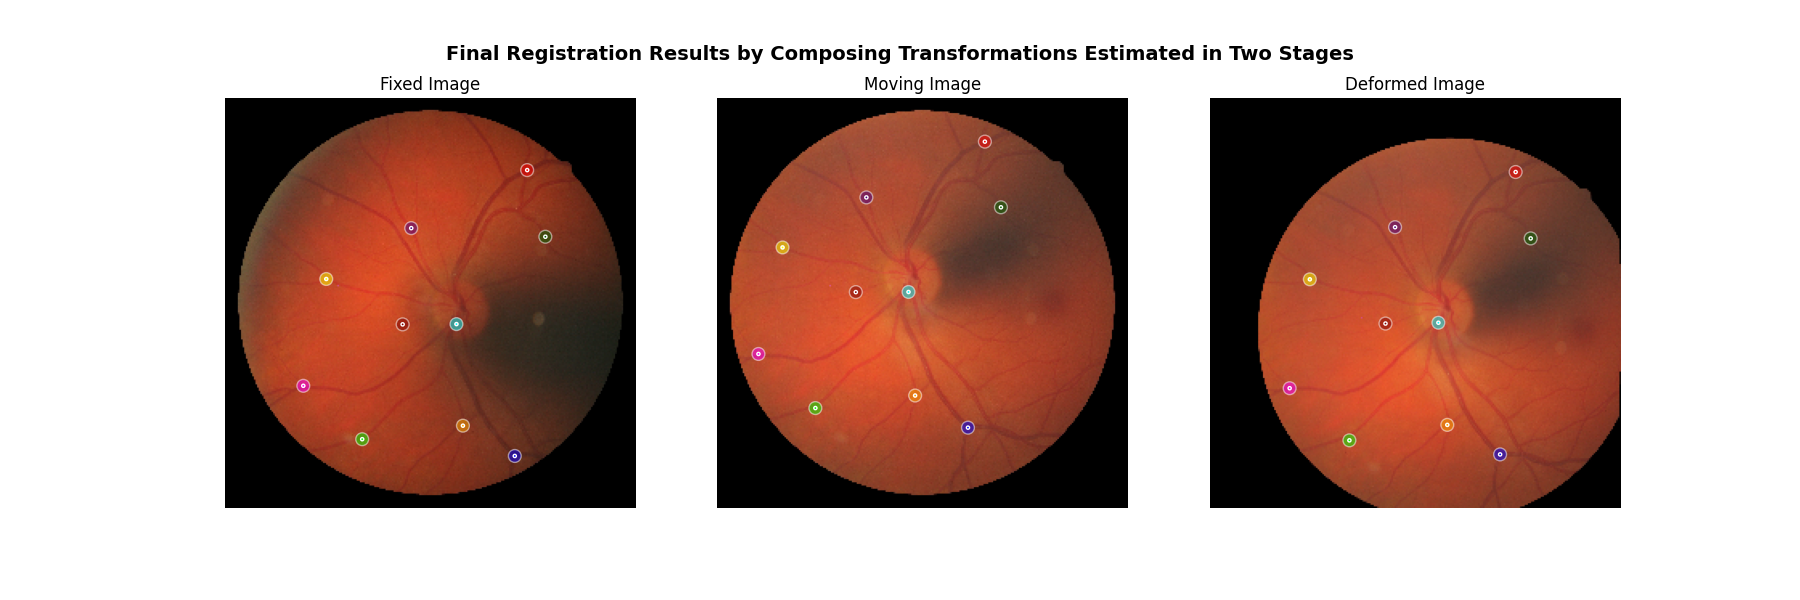 Final Registration Results by Composing Transformations Estimated in Two Stages
Fixed Image
Moving Image
Deformed Image